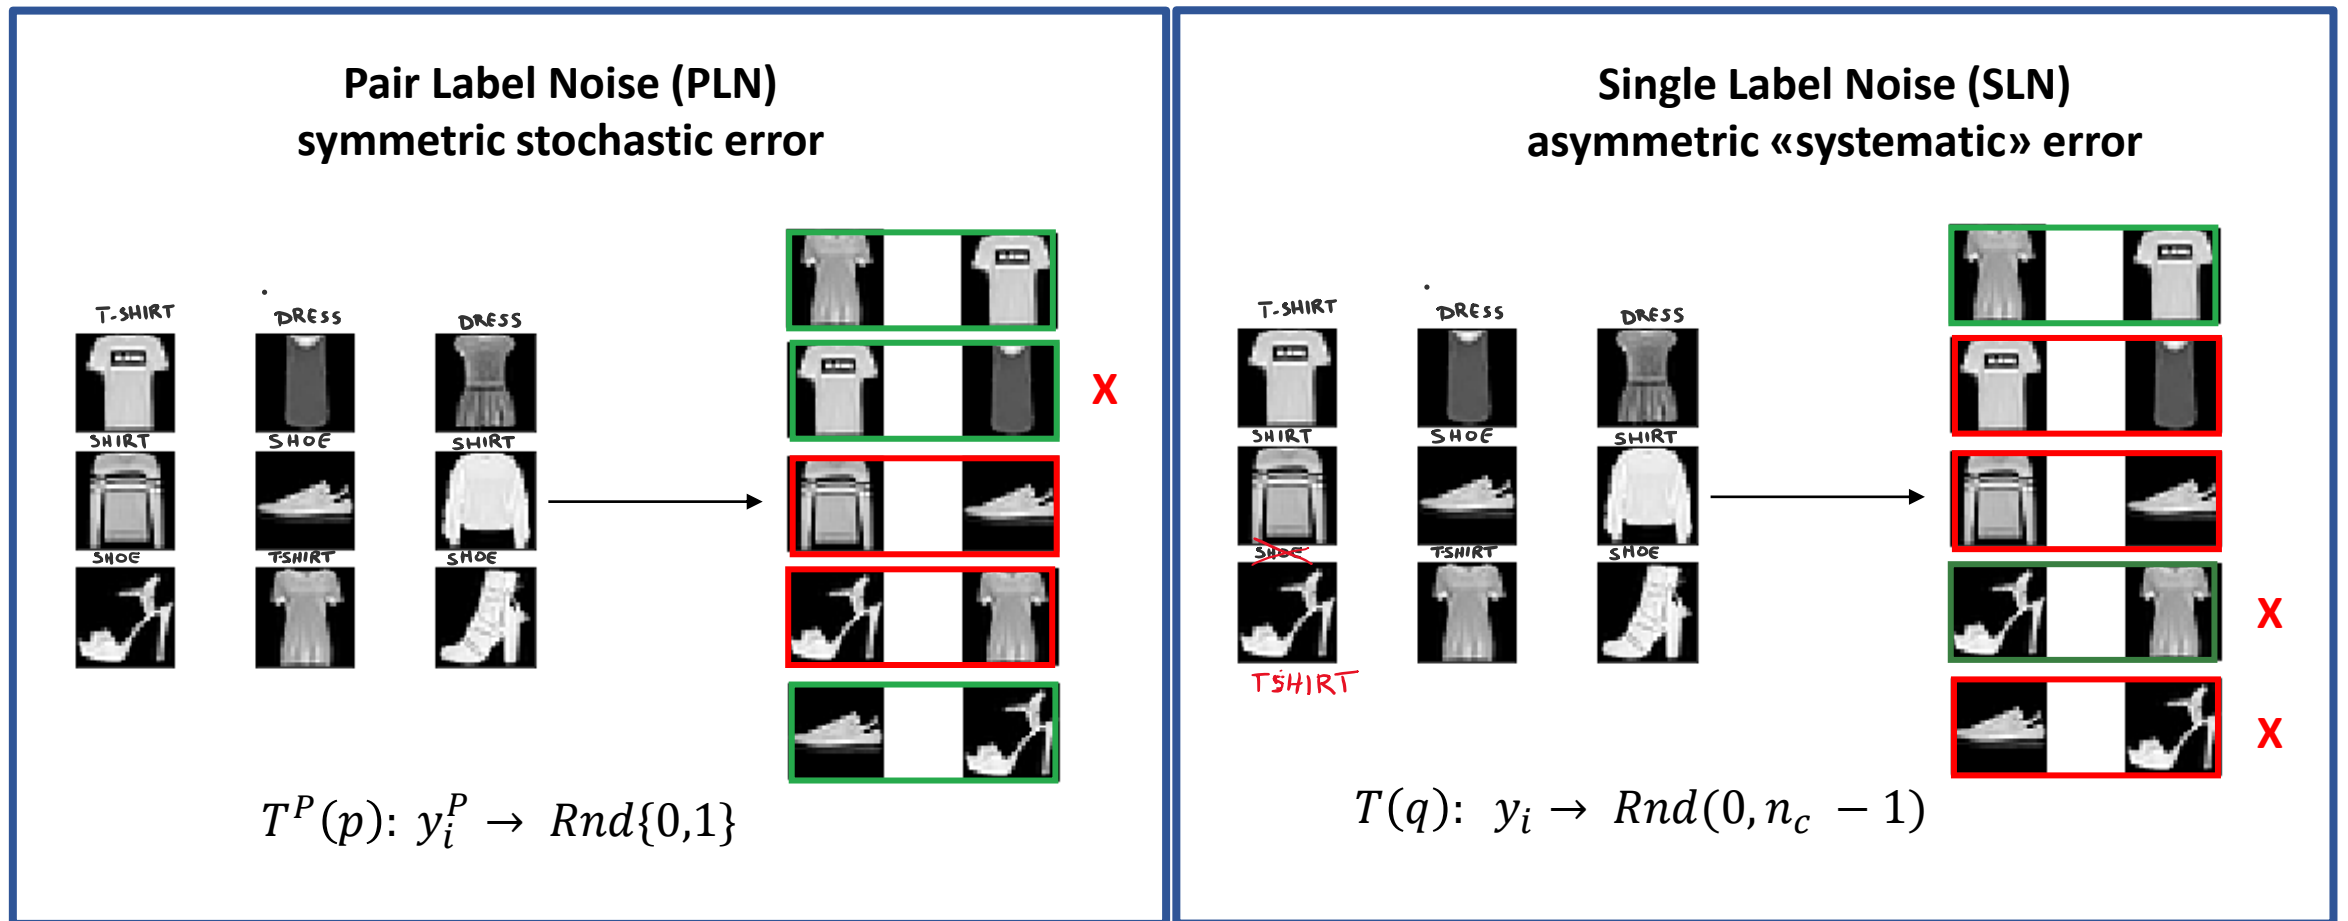 Pair Label Noise (PLN)
symmetric stochastic error
T-SHIRT DRESS DRESS
SHIRT SHOE SHIRT
SHOE T-SHIRT SHOE
X
T^P(p): y_i^P → Rnd{0,1}
Single Label Noise (SLN)
asymmetric «systematic» error
T-SHIRT DRESS DRESS
SHIRT SHOE SHIRT
SHOE T-SHIRT SHOE
TSHIRT
X
X
T(q): y_i → Rnd(0, n_c − 1)